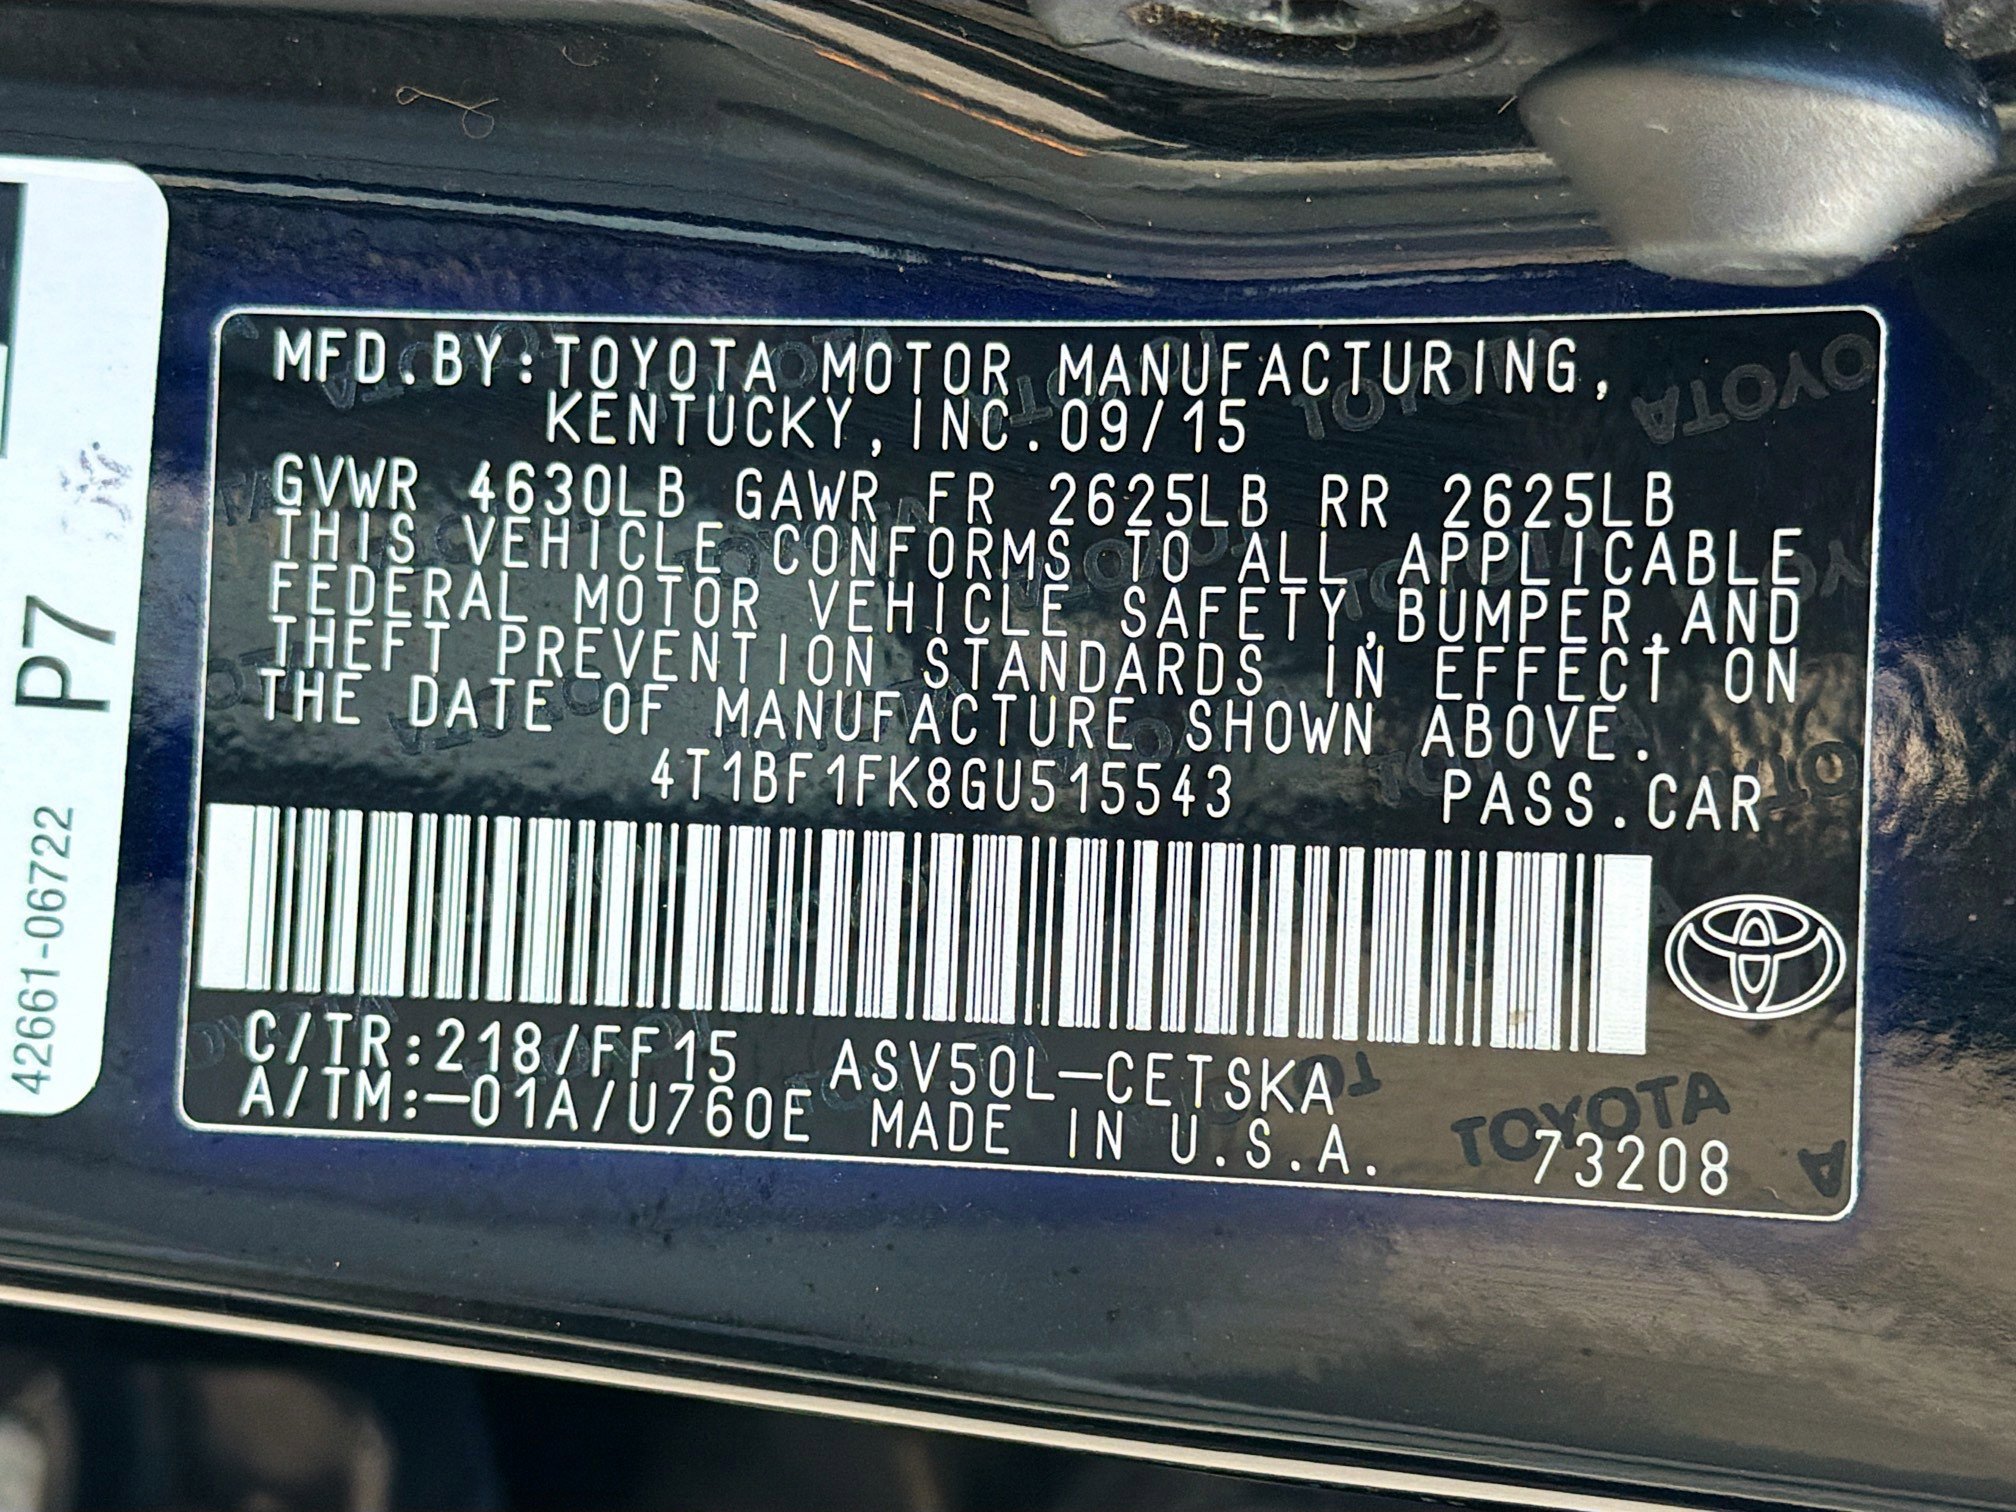 MFD.BY:TOYOTA MOTOR MANUFACTURING,
KENTUCKY, INC.09/15
GVWR 4630LB GAWR FR 2625LB RR 2625LB
THIS VEHICLE CONFORMS TO ALL APPLICABLE
FEDERAL MOTOR VEHICLE SAFETY,BUMPER,AND
THEFT PREVENTION STANDARDS IN EFFECT ON
THE DATE OF MANUFACTURE SHOWN ABOVE.
4T1BF1FK8GU515543 PASS.CAR
C/TR:218/FF15 ASV50L-CETSKA
A/TM:-01A/U760E MADE IN U.S.A. 73208
TOYOTA
42661-06722 P7